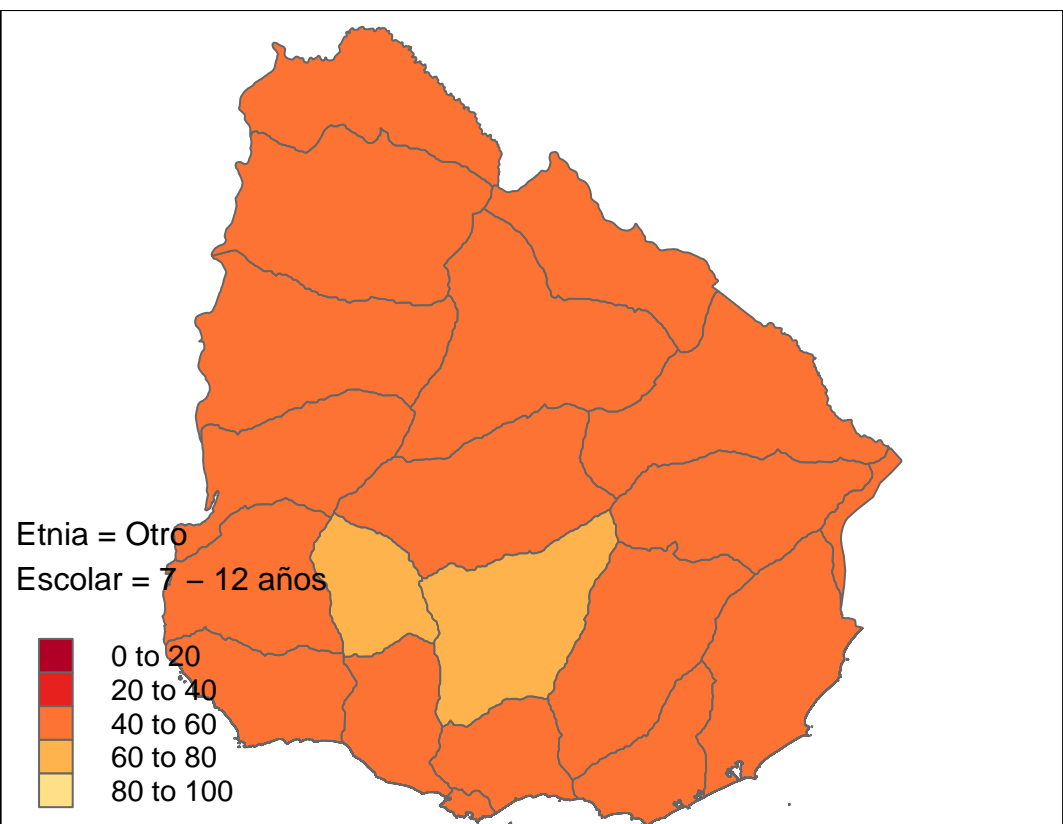 Etnia = Otro
Escolar = 7 – 12 años
0 to 20
20 to 40
40 to 60
60 to 80
80 to 100